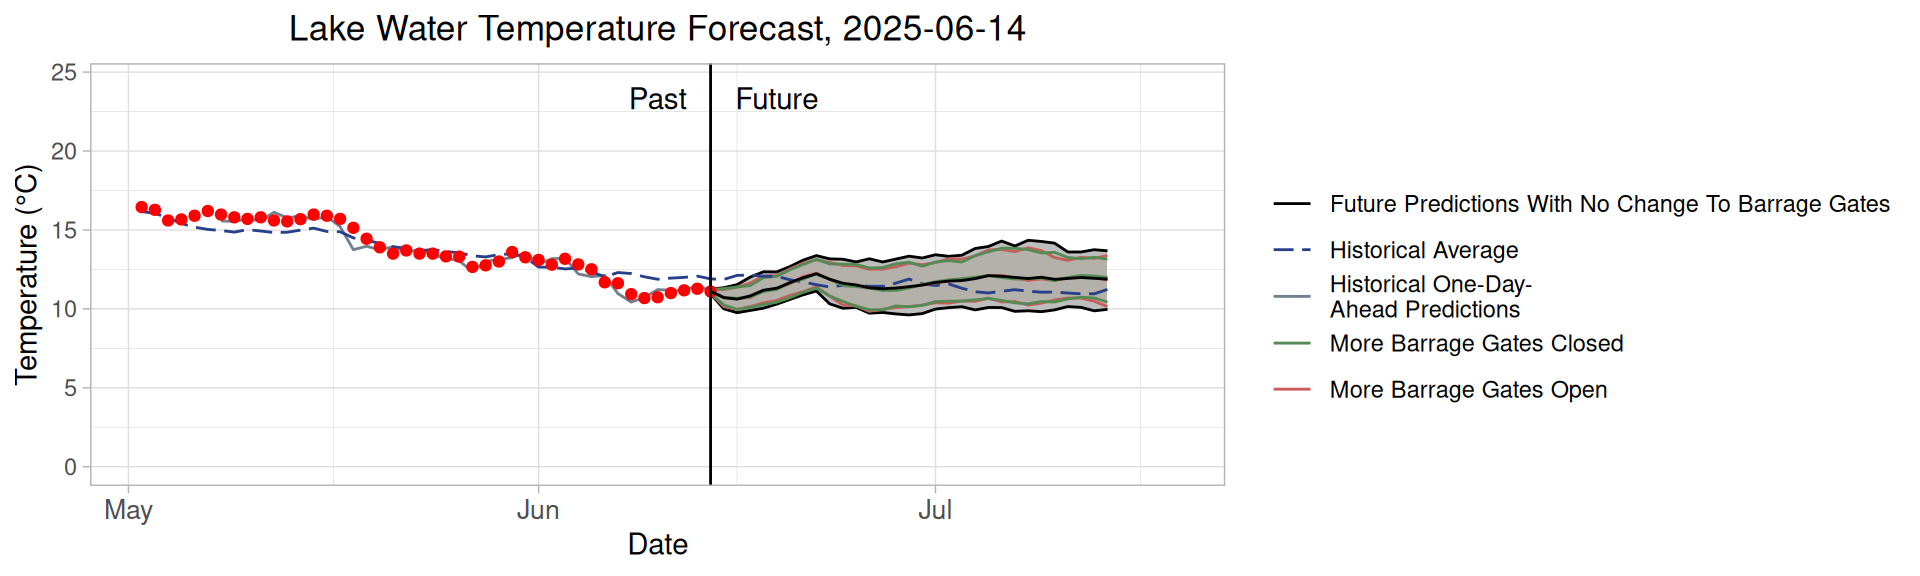 Lake Water Temperature Forecast, 2025-06-14
25
20
15
10
5
0
Temperature (°C)
Past
Future
May
Jun
Jul
Date
Future Predictions With No Change To Barrage Gates
Historical Average
Historical One-Day-
Ahead Predictions
More Barrage Gates Closed
More Barrage Gates Open